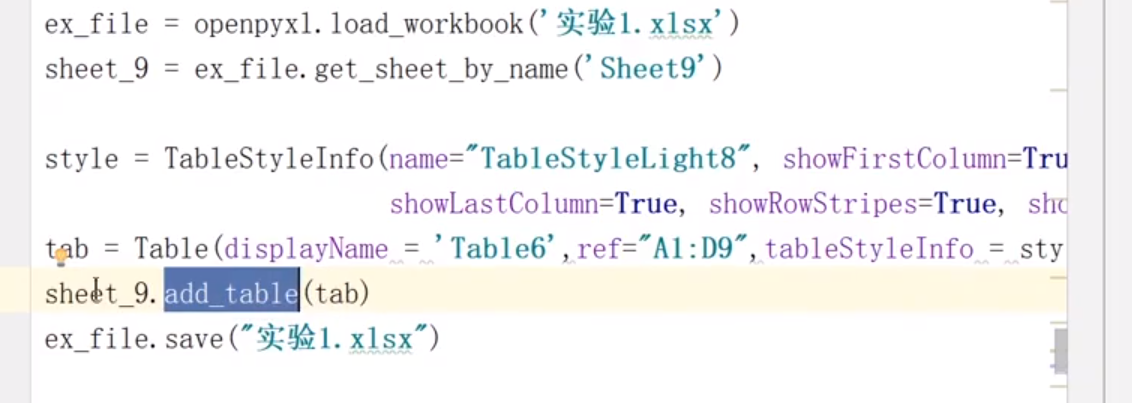 ex_file = openpyxl.load_workbook('实验1.xlsx')
sheet_9 = ex_file.get_sheet_by_name('Sheet9')
style = TableStyleInfo(name="TableStyleLight8", showFirstColumn=Tru
showLastColumn=True, showRowStripes=True, sho
tab = Table(displayName = 'Table6',ref="A1:D9",tableStyleInfo = sty
sheet_9.add_table(tab)
ex_file.save("实验1.xlsx")